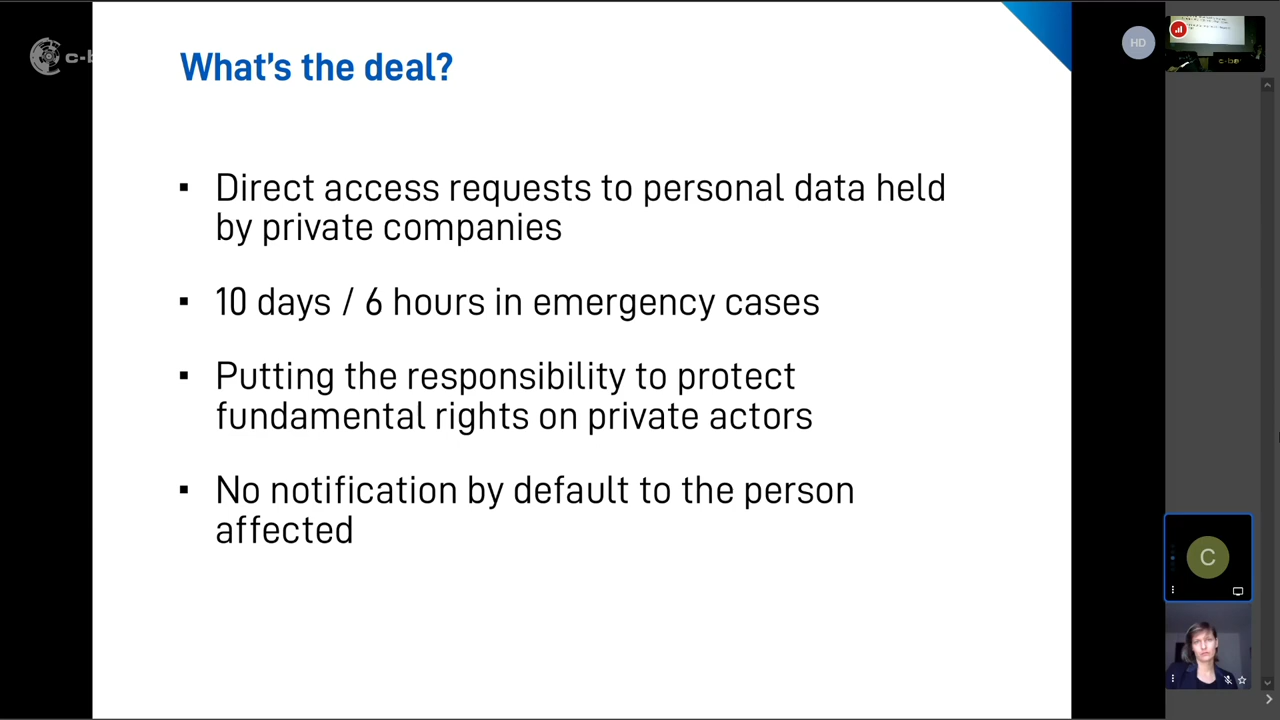 What's the deal?
▪ Direct access requests to personal data held
by private companies
▪ 10 days / 6 hours in emergency cases
▪ Putting the responsibility to protect
fundamental rights on private actors
▪ No notification by default to the person
affected
c-b
HD
C